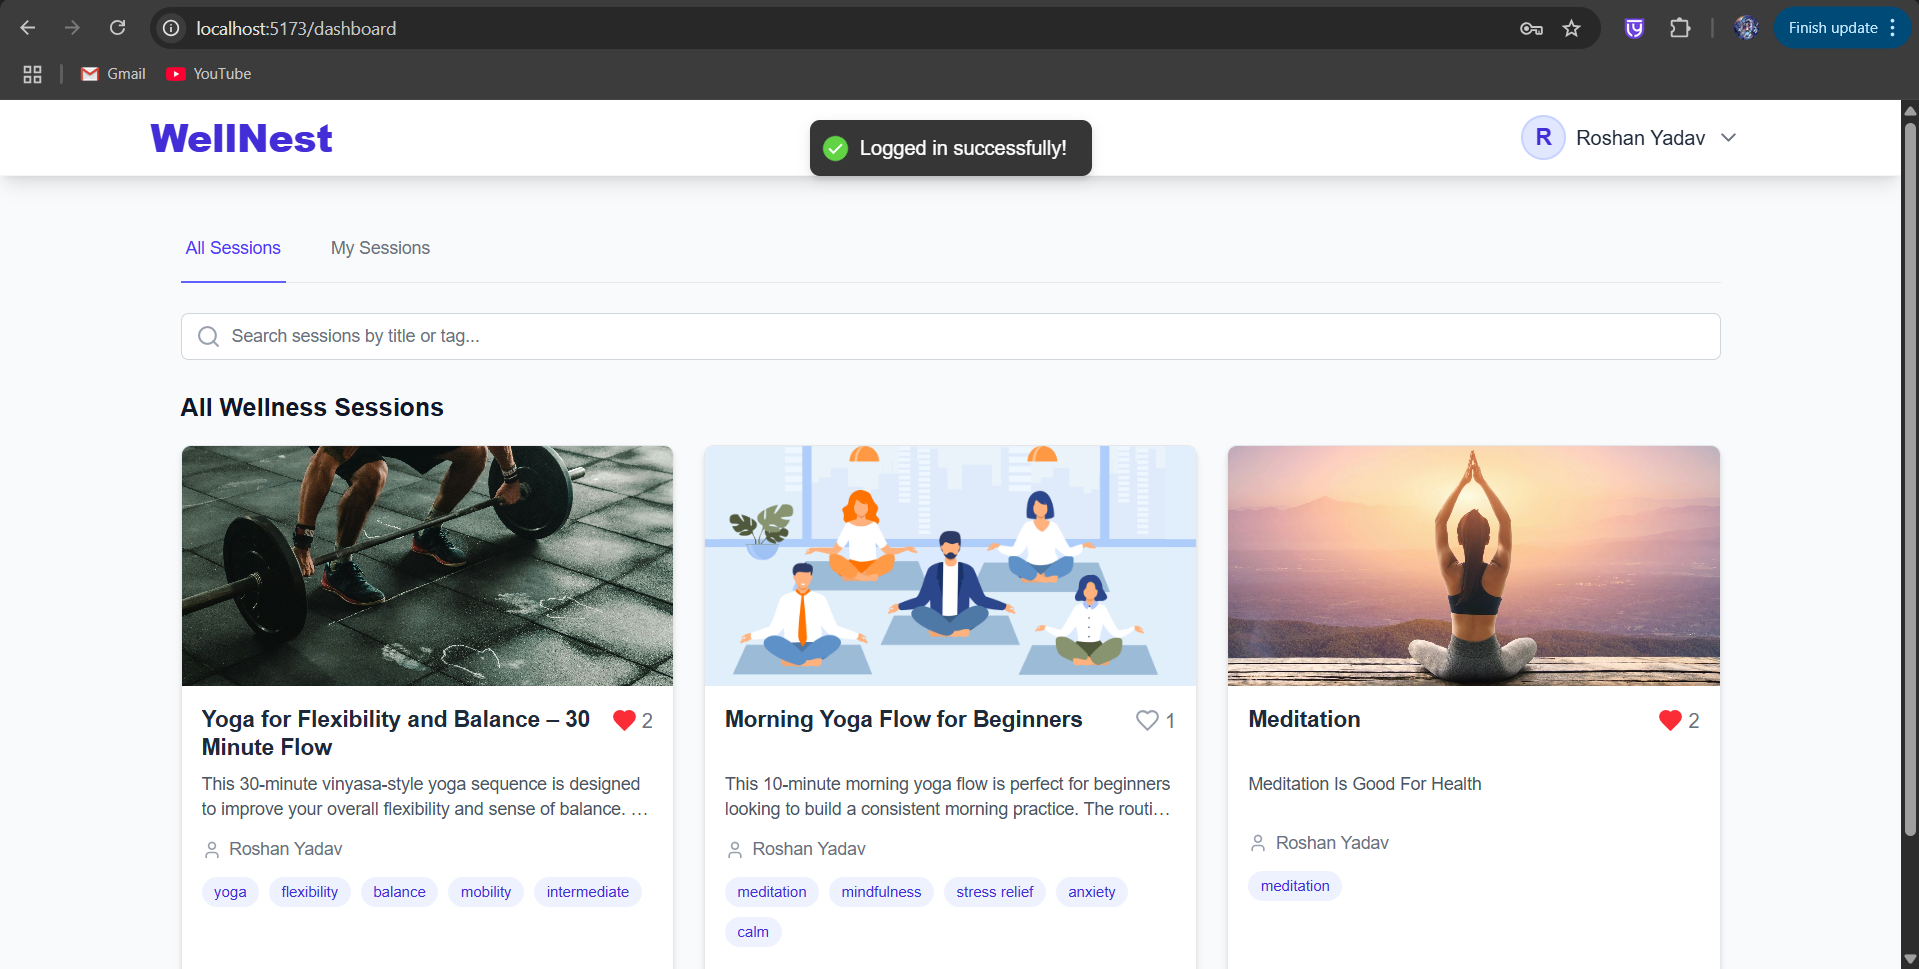 localhost:5173/dashboard
Finish update
Gmail
YouTube
WellNest
Logged in successfully!
R
Roshan Yadav
All Sessions
My Sessions
Search sessions by title or tag...
All Wellness Sessions
Yoga for Flexibility and Balance – 30
Minute Flow
2
This 30-minute vinyasa-style yoga sequence is designed
to improve your overall flexibility and sense of balance. …
Roshan Yadav
yoga
flexibility
balance
mobility
intermediate
Morning Yoga Flow for Beginners
1
This 10-minute morning yoga flow is perfect for beginners
looking to build a consistent morning practice. The routi…
Roshan Yadav
meditation
mindfulness
stress relief
anxiety
calm
Meditation
2
Meditation Is Good For Health
Roshan Yadav
meditation